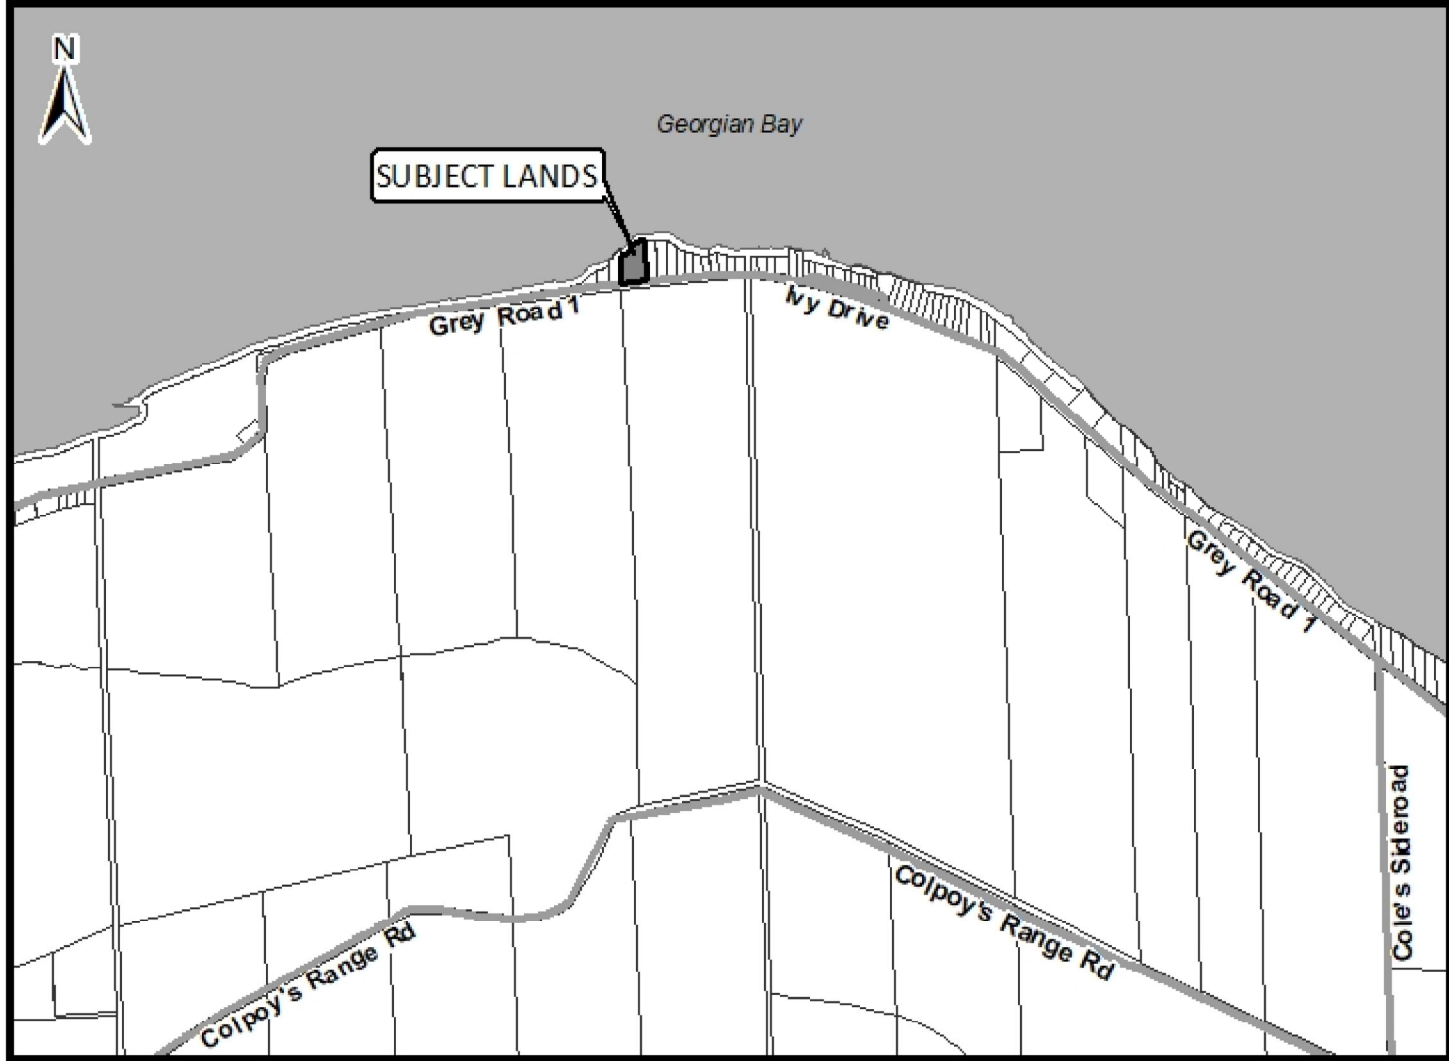 N
Georgian Bay
SUBJECT LANDS
Grey Road 1
Ivy Drive
Grey Road 1
Cole's Sideroad
Colpoy's Range Rd
Colpoy's Range Rd